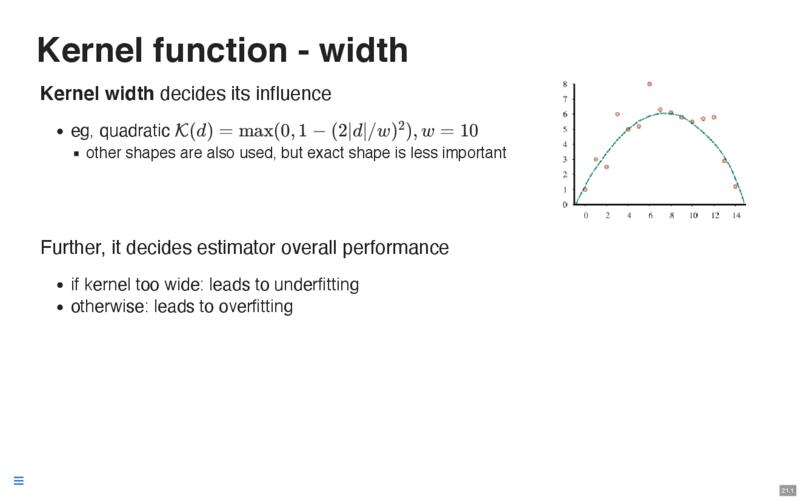 Kernel function - width
Kernel width decides its influence
• eg, quadratic K(d) = max(0, 1 − (2|d|/w)²), w = 10
▪ other shapes are also used, but exact shape is less important
8
7
6
5
4
3
2
1
0
0 2 4 6 8 10 12 14
Further, it decides estimator overall performance
• if kernel too wide: leads to underfitting
• otherwise: leads to overfitting
21.1